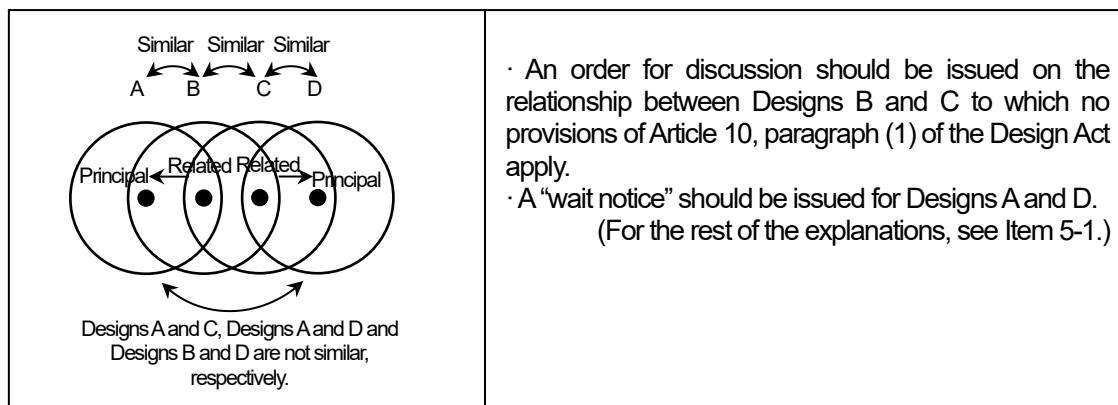 Similar Similar Similar
A B C D
Principal Related Related Principal
Designs A and C, Designs A and D and
Designs B and D are not similar,
respectively.
· An order for discussion should be issued on the
relationship between Designs B and C to which no
provisions of Article 10, paragraph (1) of the Design Act
apply.
· A “wait notice” should be issued for Designs A and D.
(For the rest of the explanations, see Item 5-1.)